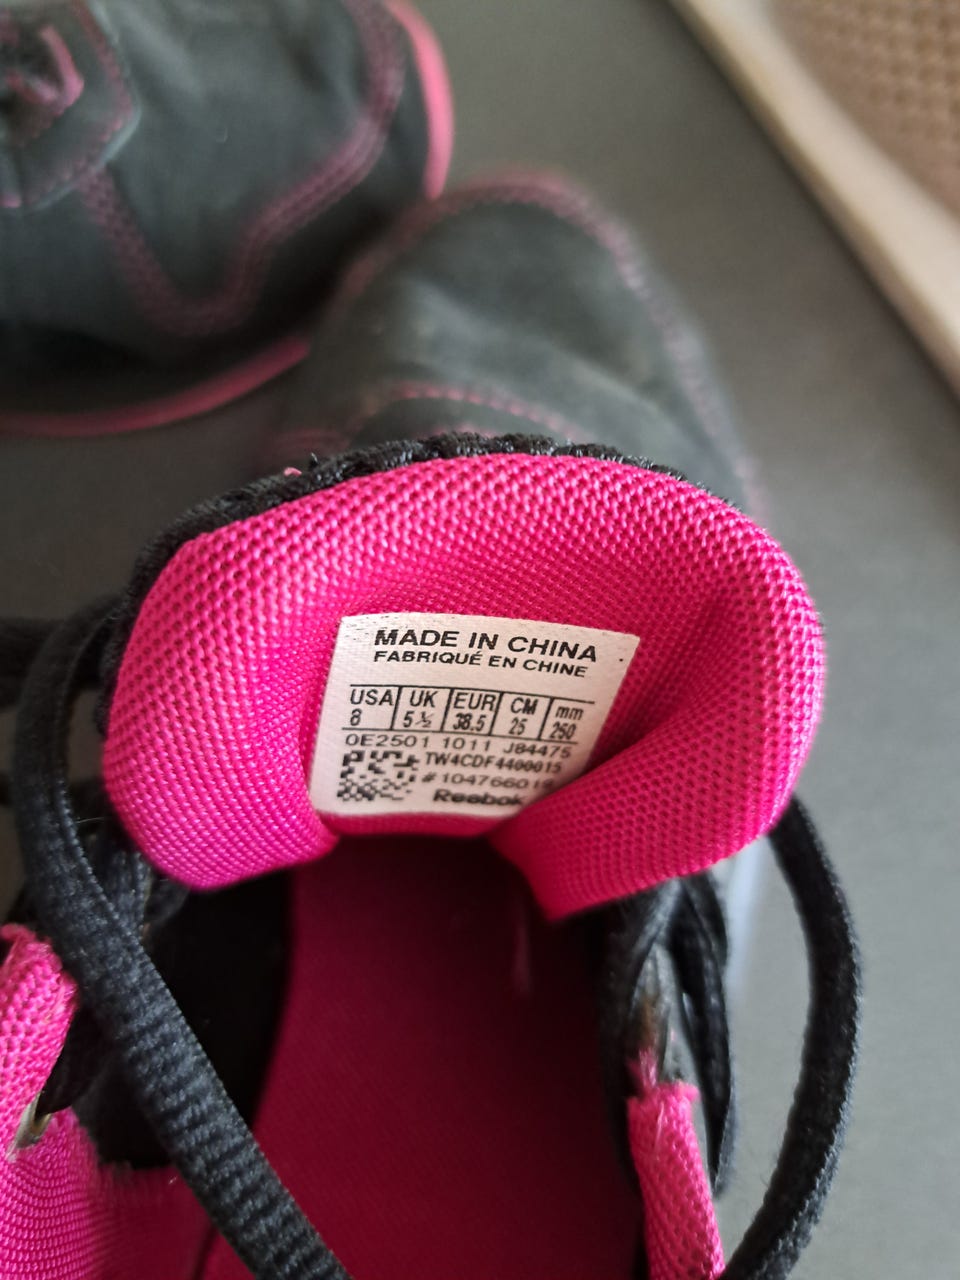 MADE IN CHINA
FABRIQUÉ EN CHINE
USA UK EUR CM mm
8 5½ 38.5 25 250
0E2501 1011 J84475
TW4CDF4400015
Reebok